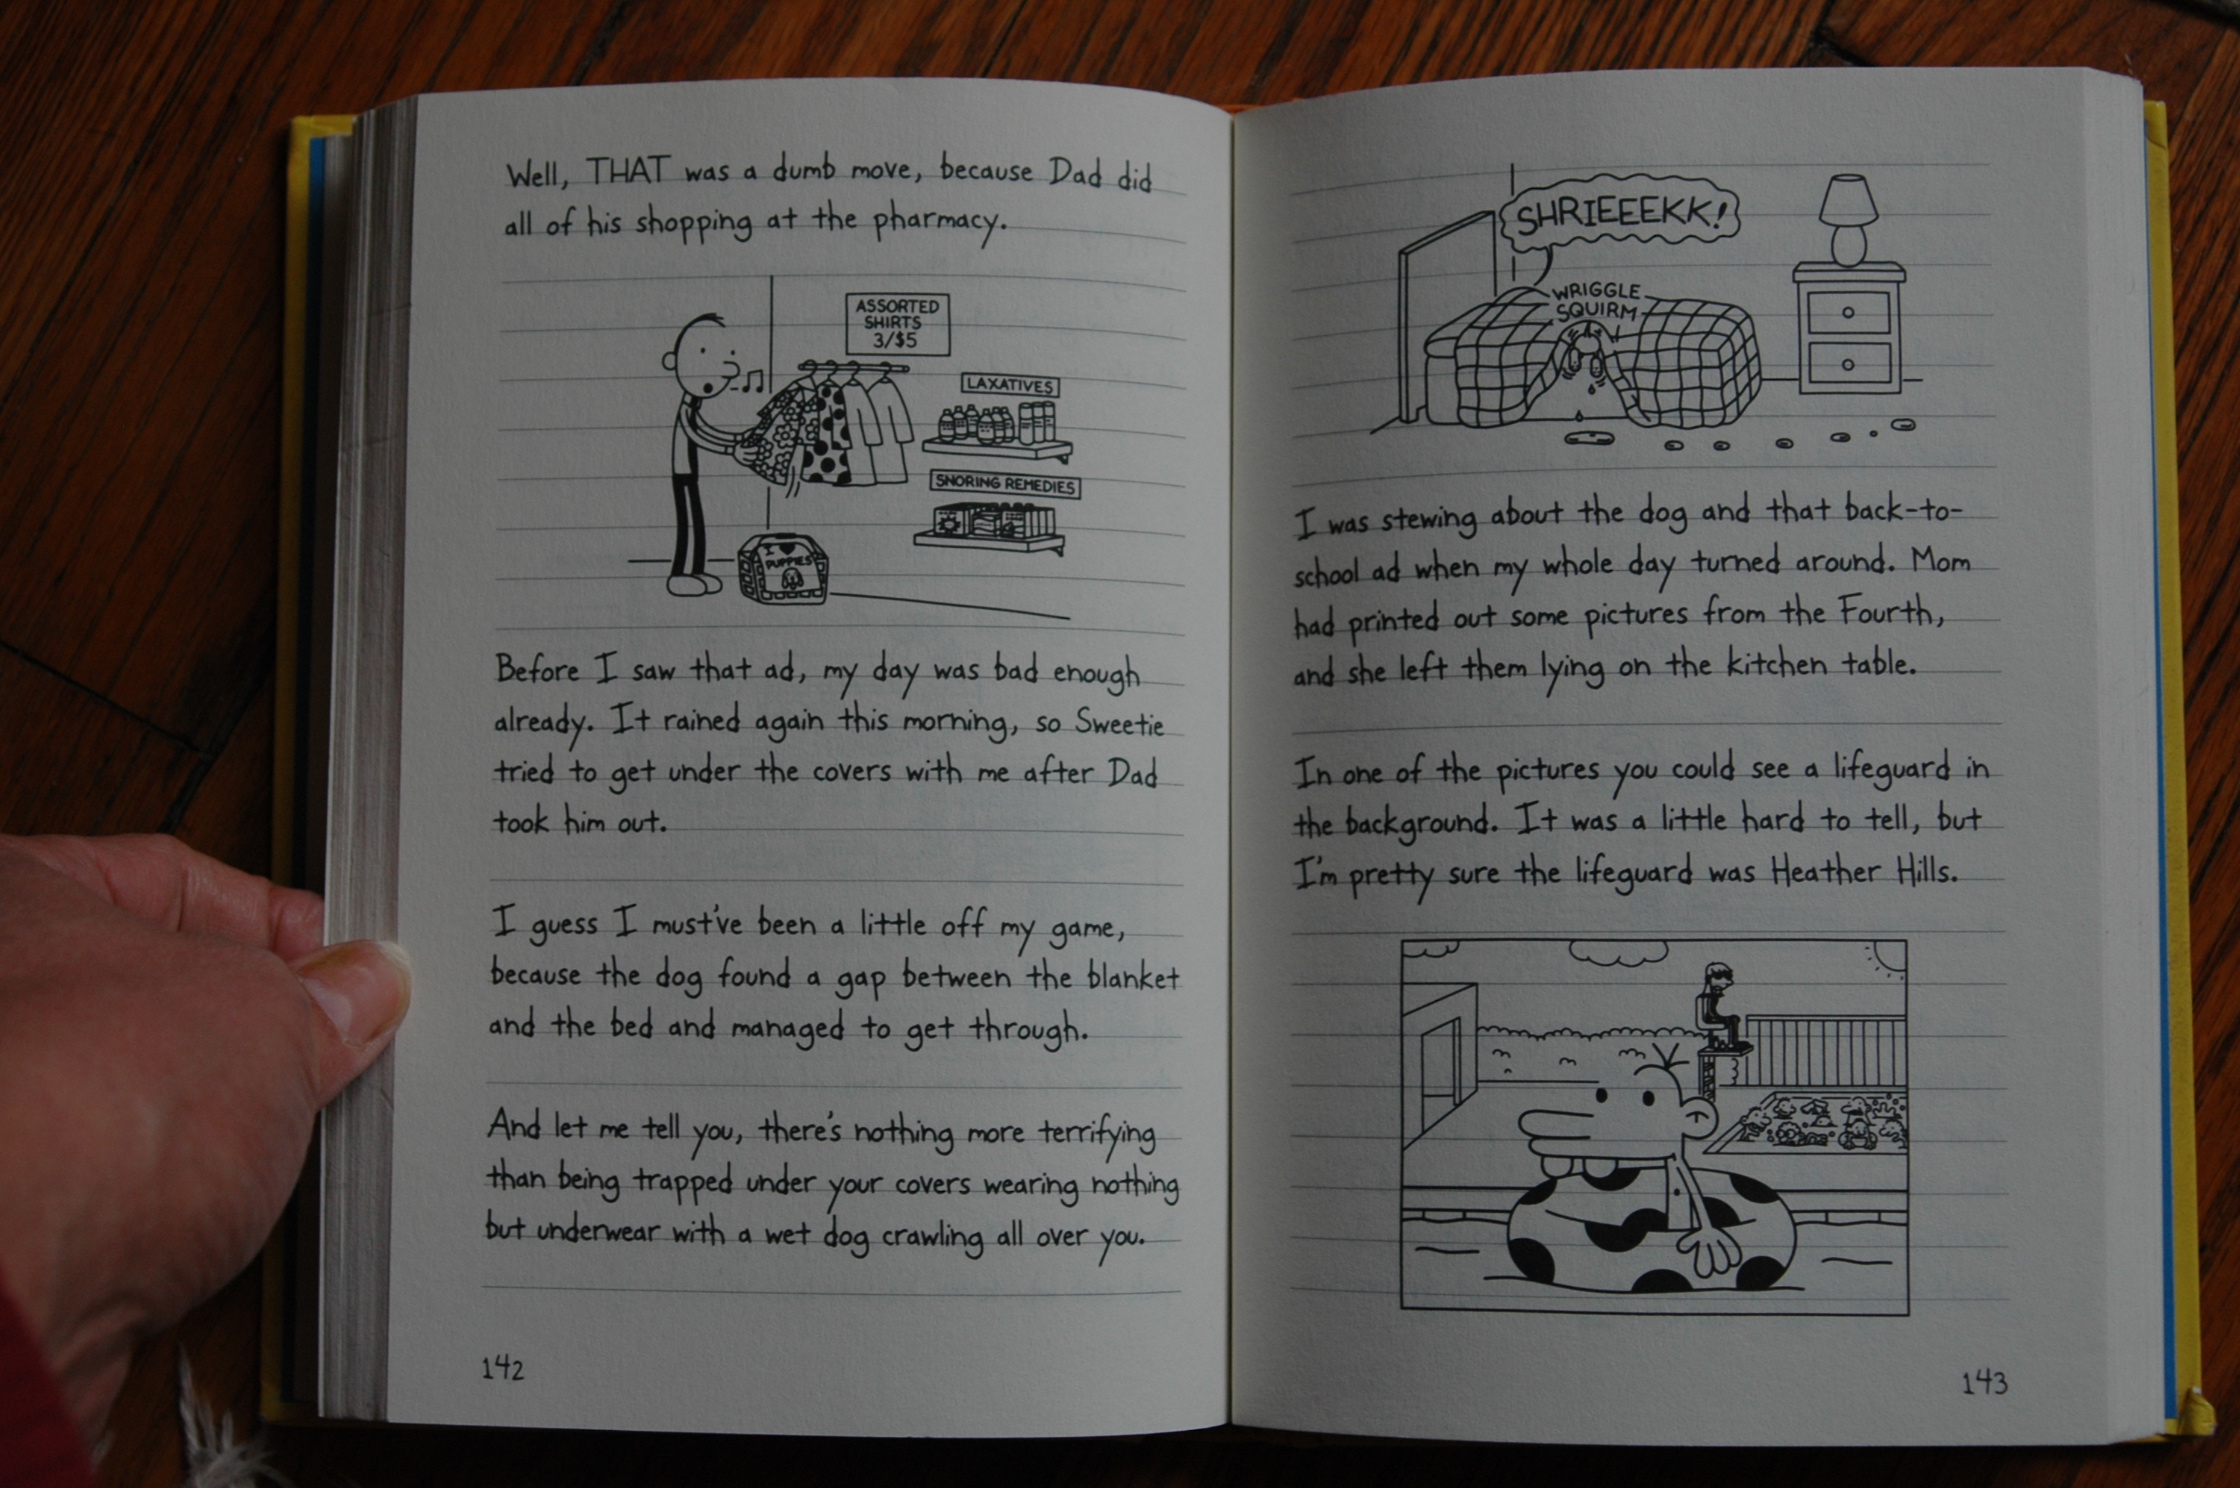 Well, THAT was a dumb move, because Dad did
all of his shopping at the pharmacy.
ASSORTED
SHIRTS
3/$5
LAXATIVES
SNORING REMEDIES
I ♥
PUPPIES
Before I saw that ad, my day was bad enough
already. It rained again this morning, so Sweetie
tried to get under the covers with me after Dad
took him out.
I guess I must've been a little off my game,
because the dog found a gap between the blanket
and the bed and managed to get through.
And let me tell you, there's nothing more terrifying
than being trapped under your covers wearing nothing
but underwear with a wet dog crawling all over you.
142
SHRIEEEKK!
WRIGGLE
SQUIRM
I was stewing about the dog and that back-to-
school ad when my whole day turned around. Mom
had printed out some pictures from the Fourth,
and she left them lying on the kitchen table.
In one of the pictures you could see a lifeguard in
the background. It was a little hard to tell, but
I'm pretty sure the lifeguard was Heather Hills.
143